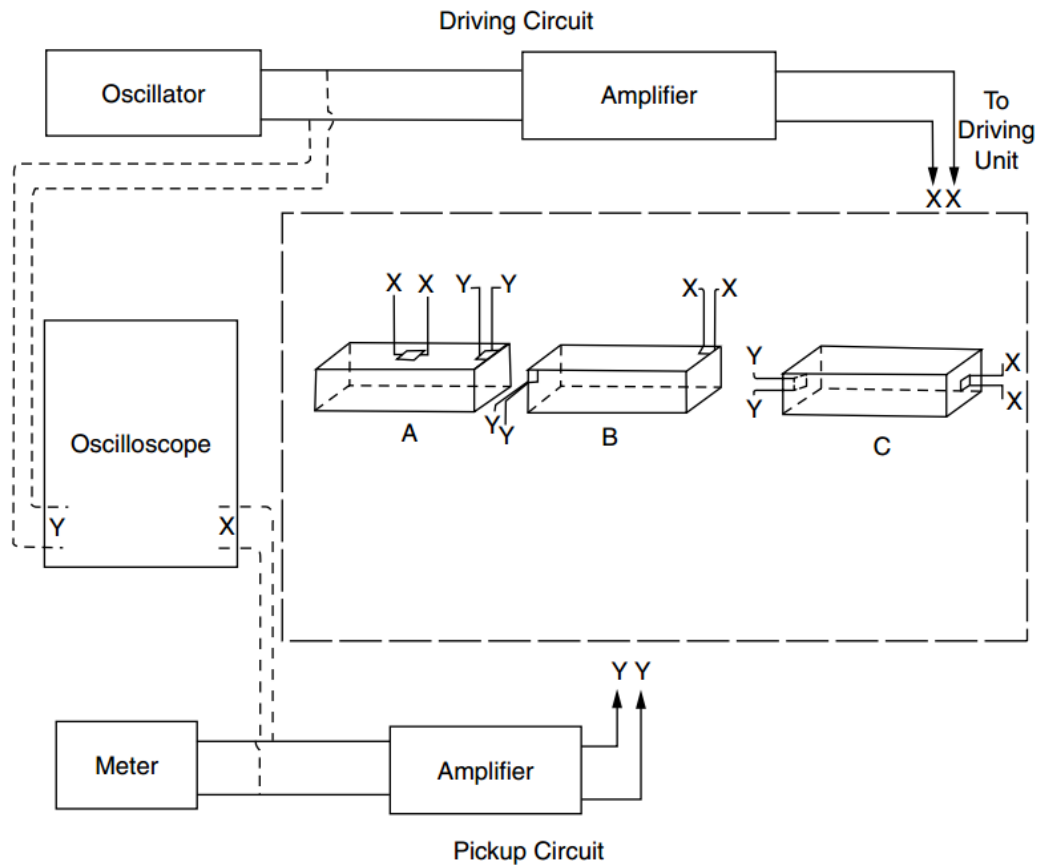 Driving Circuit
Oscillator
Amplifier
To
Driving
Unit
X X
X X Y Y
X X
Y
Y
X
X
Y
Y
A
B
C
Oscilloscope
Y
X
Y Y
Meter
Amplifier
Pickup Circuit